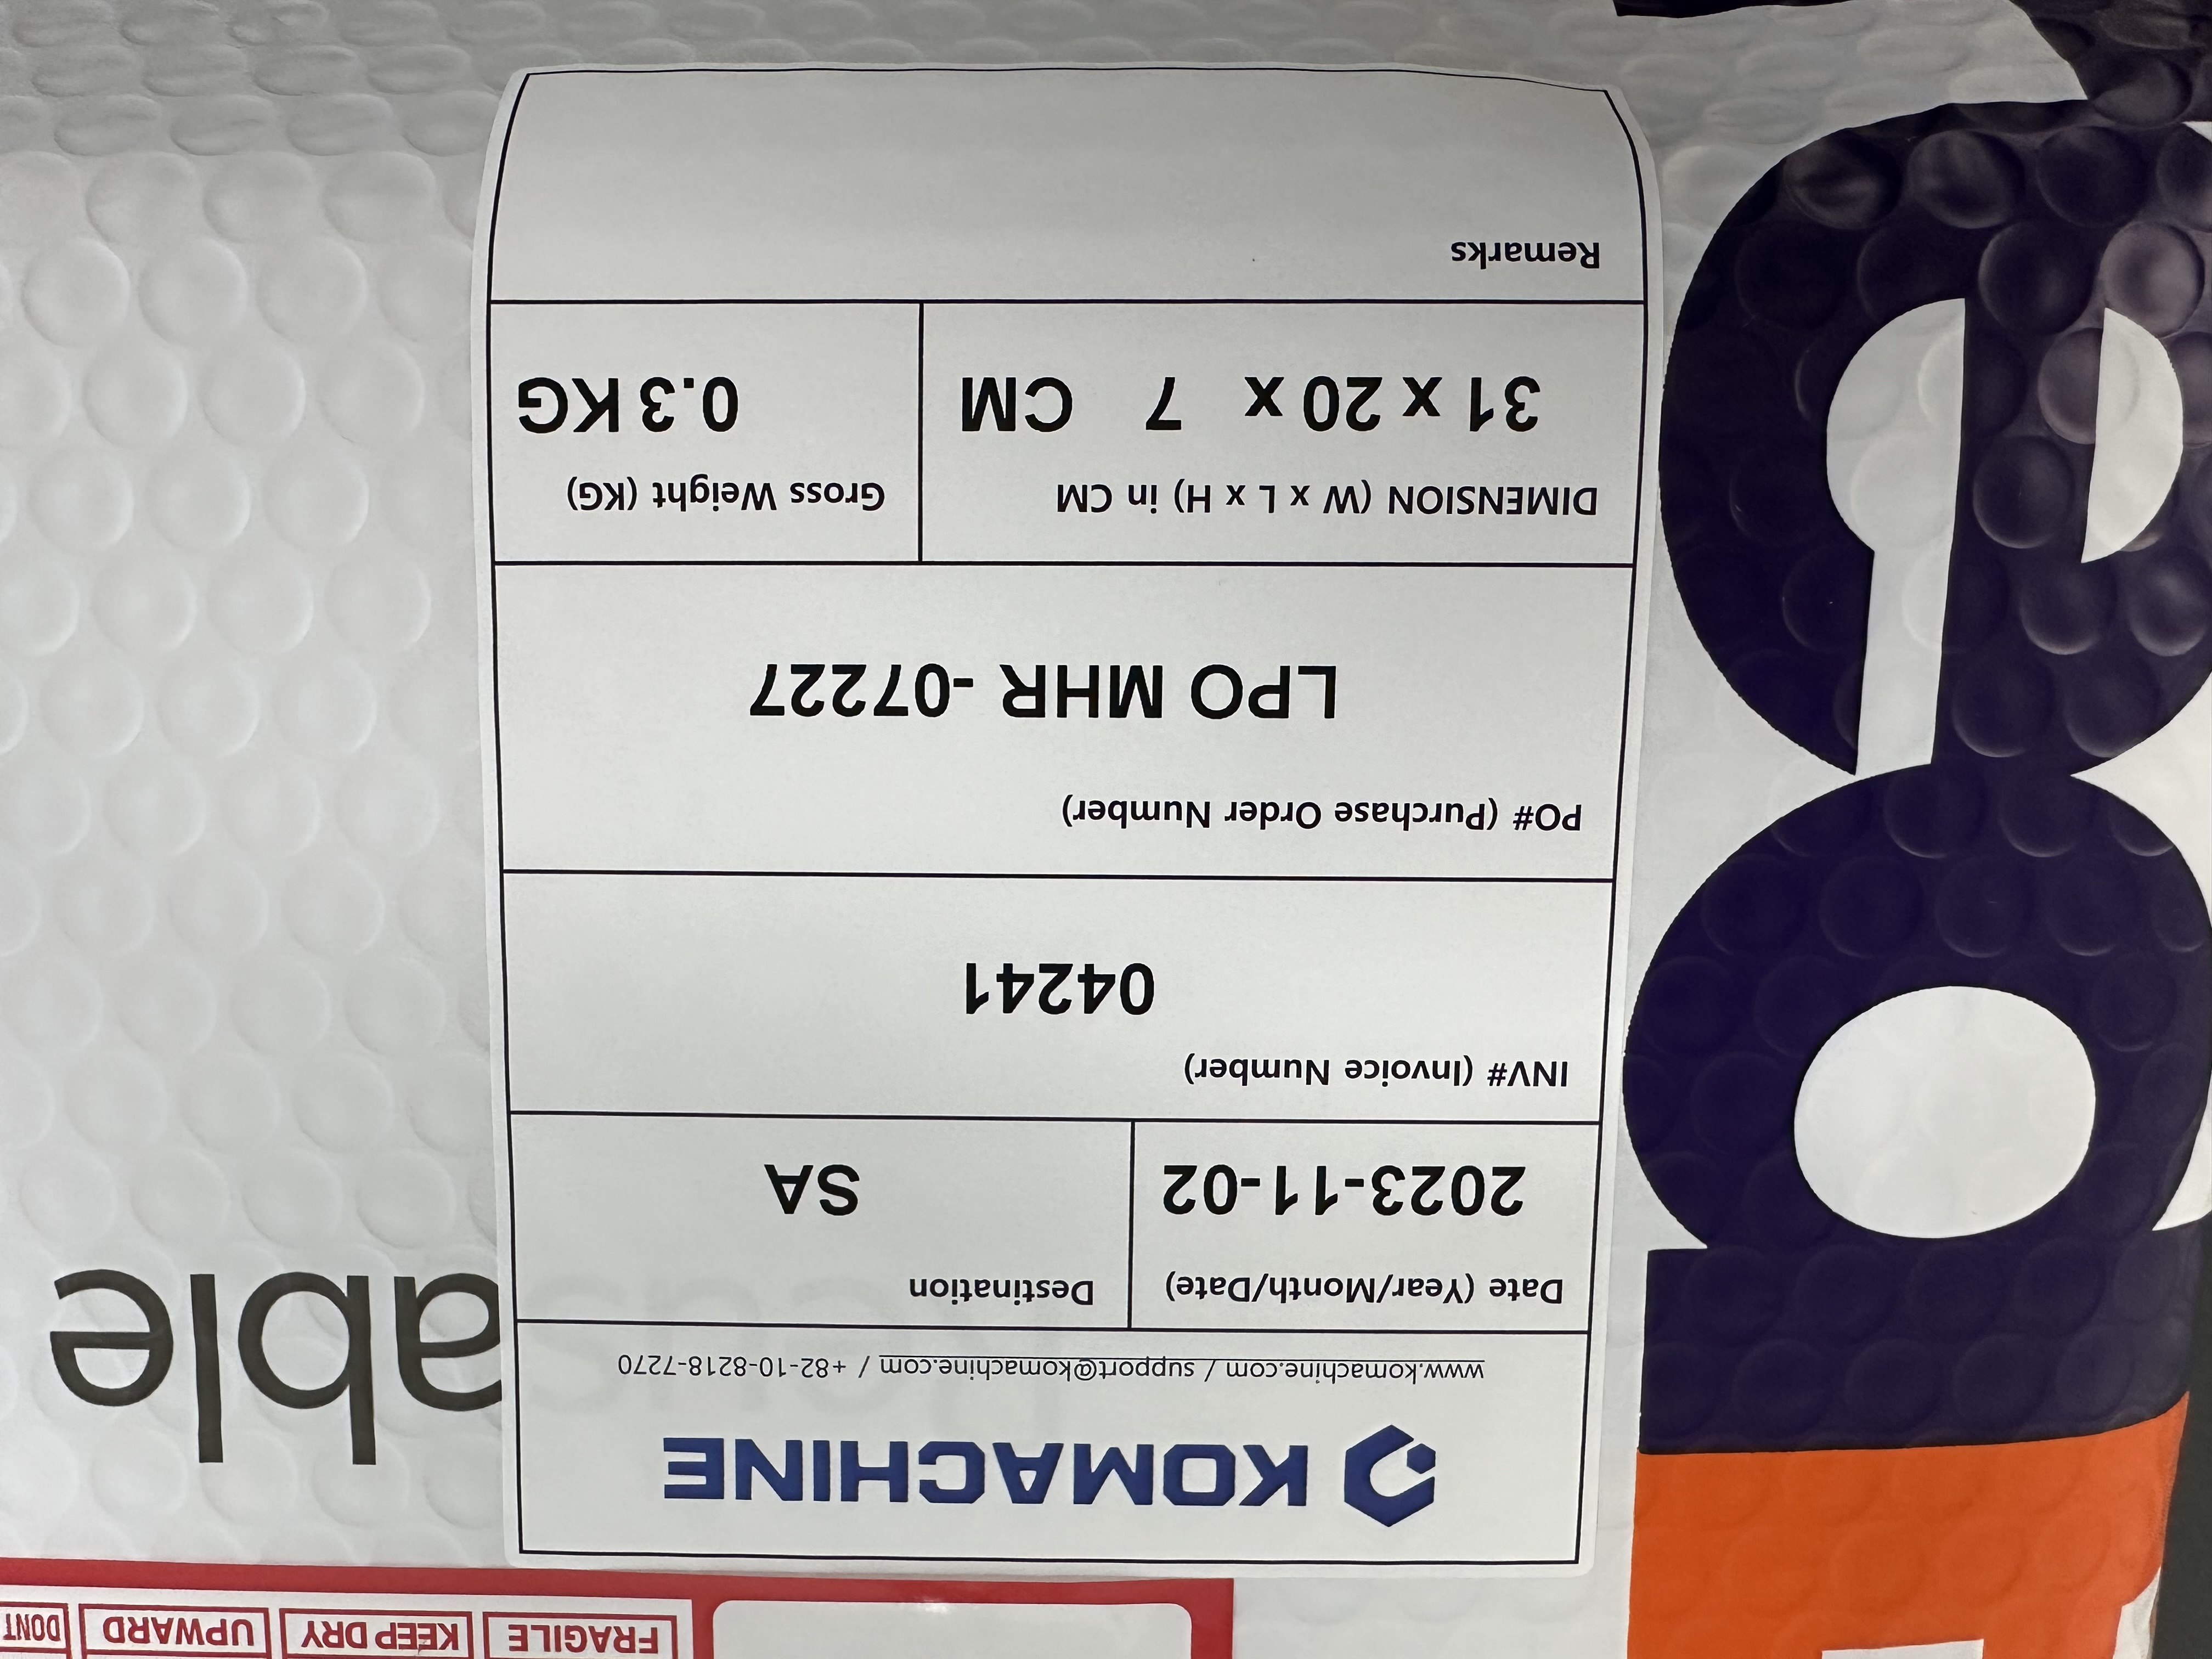 DONT
UPWARD
KEEP DRY
FRAGILE
KOMACHINE
www.komachine.com / support@komachine.com / +82-10-8218-7270
Date (Year/Month/Date)
Destination
2023-11-02
SA
INV# (Invoice Number)
04241
PO# (Purchase Order Number)
LPO MHR -07227
DIMENSION (W x L x H) in CM
Gross Weight (KG)
31 x 20 x 7 CM
0.3 KG
Remarks
able